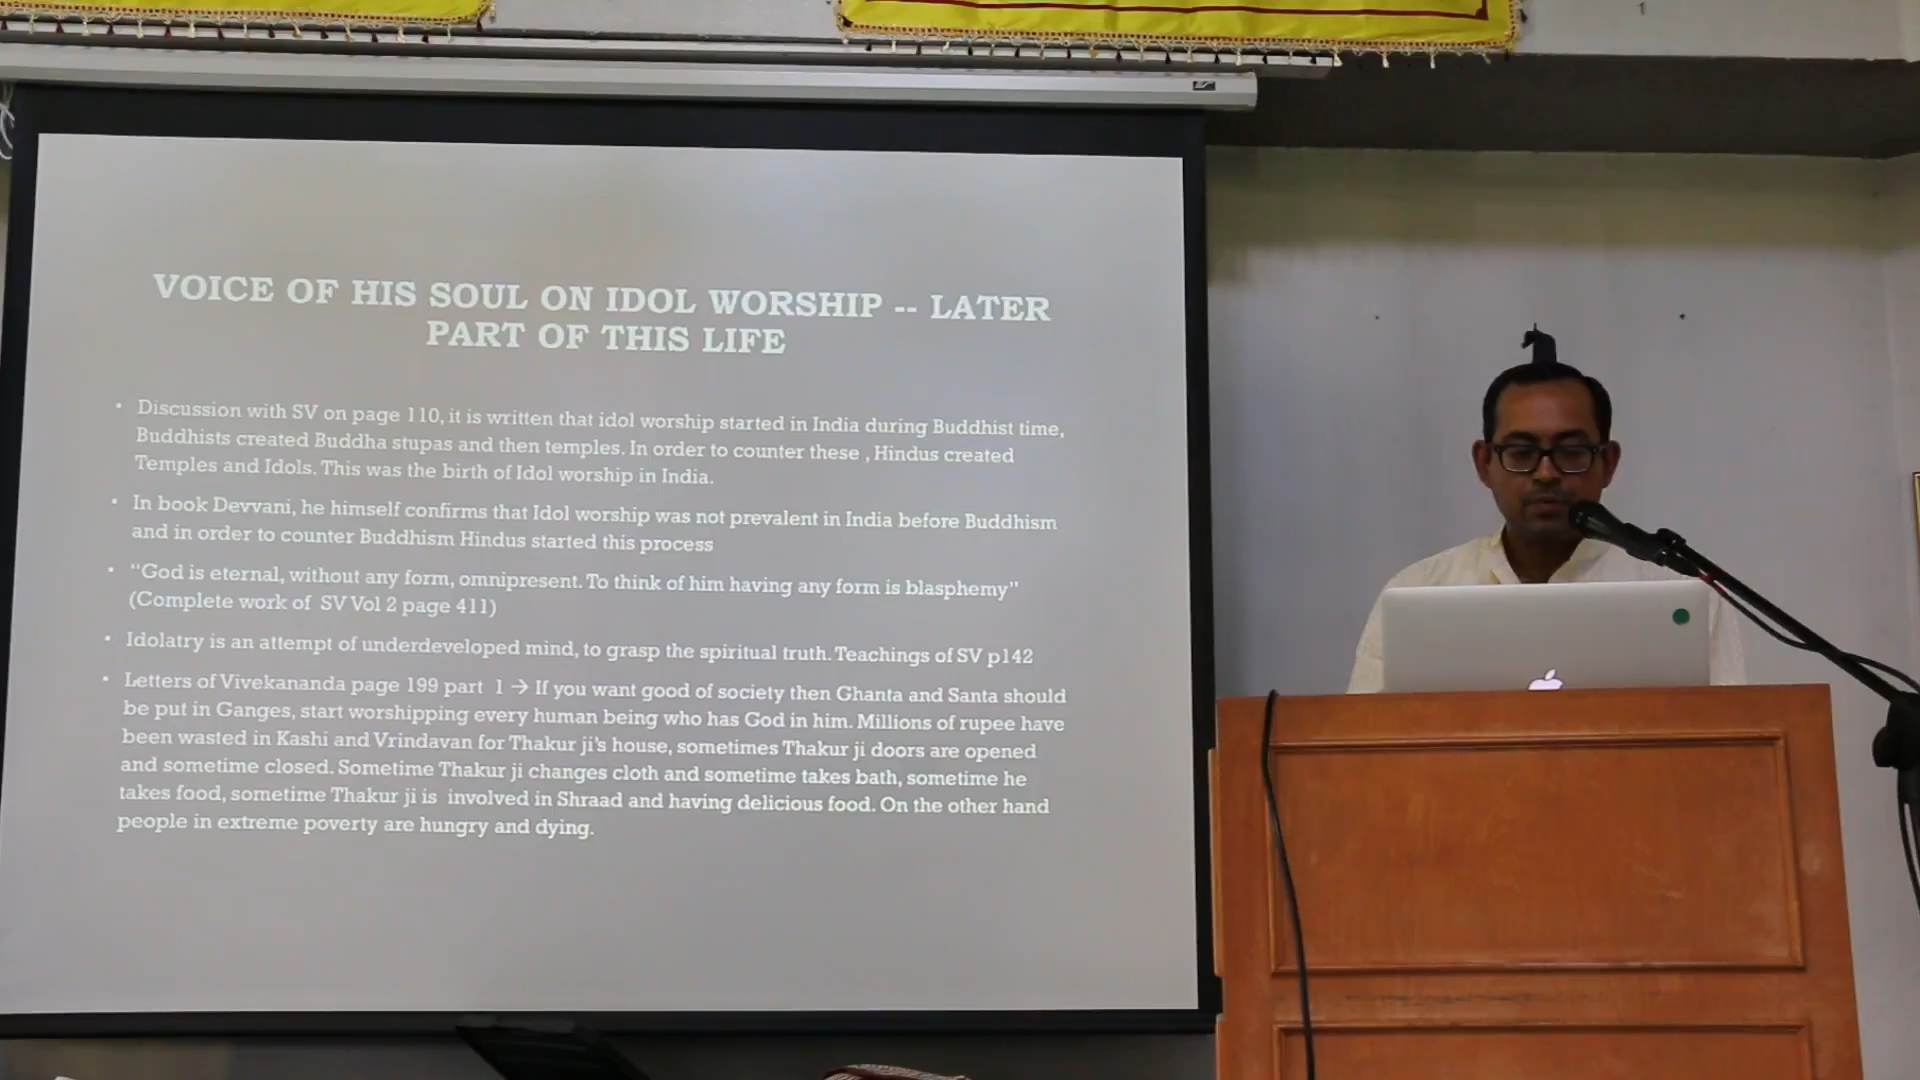 VOICE OF HIS SOUL ON IDOL WORSHIP -- LATER
PART OF THIS LIFE
• Discussion with SV on page 110, it is written that idol worship started in India during Buddhist time,
Buddhists created Buddha stupas and then temples. In order to counter these , Hindus created
Temples and Idols. This was the birth of Idol worship in India.
• In book Devvani, he himself confirms that Idol worship was not prevalent in India before Buddhism
and in order to counter Buddhism Hindus started this process
• “God is eternal, without any form, omnipresent. To think of him having any form is blasphemy”
(Complete work of SV Vol 2 page 411)
• Idolatry is an attempt of underdeveloped mind, to grasp the spiritual truth. Teachings of SV p142
• Letters of Vivekananda page 199 part 1 → If you want good of society then Ghanta and Santa should
be put in Ganges, start worshipping every human being who has God in him. Millions of rupee have
been wasted in Kashi and Vrindavan for Thakur ji's house, sometimes Thakur ji doors are opened
and sometime closed. Sometime Thakur ji changes cloth and sometime takes bath, sometime he
takes food, sometime Thakur ji is involved in Shraad and having delicious food. On the other hand
people in extreme poverty are hungry and dying.